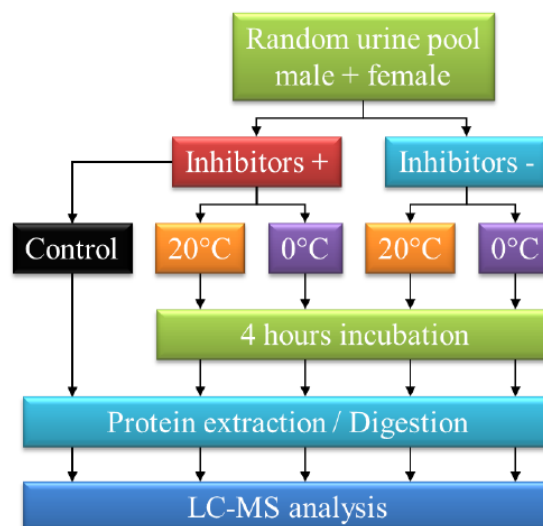 Random urine pool
male + female
Inhibitors +
Inhibitors -
Control
20°C
0°C
20°C
0°C
4 hours incubation
Protein extraction / Digestion
LC-MS analysis